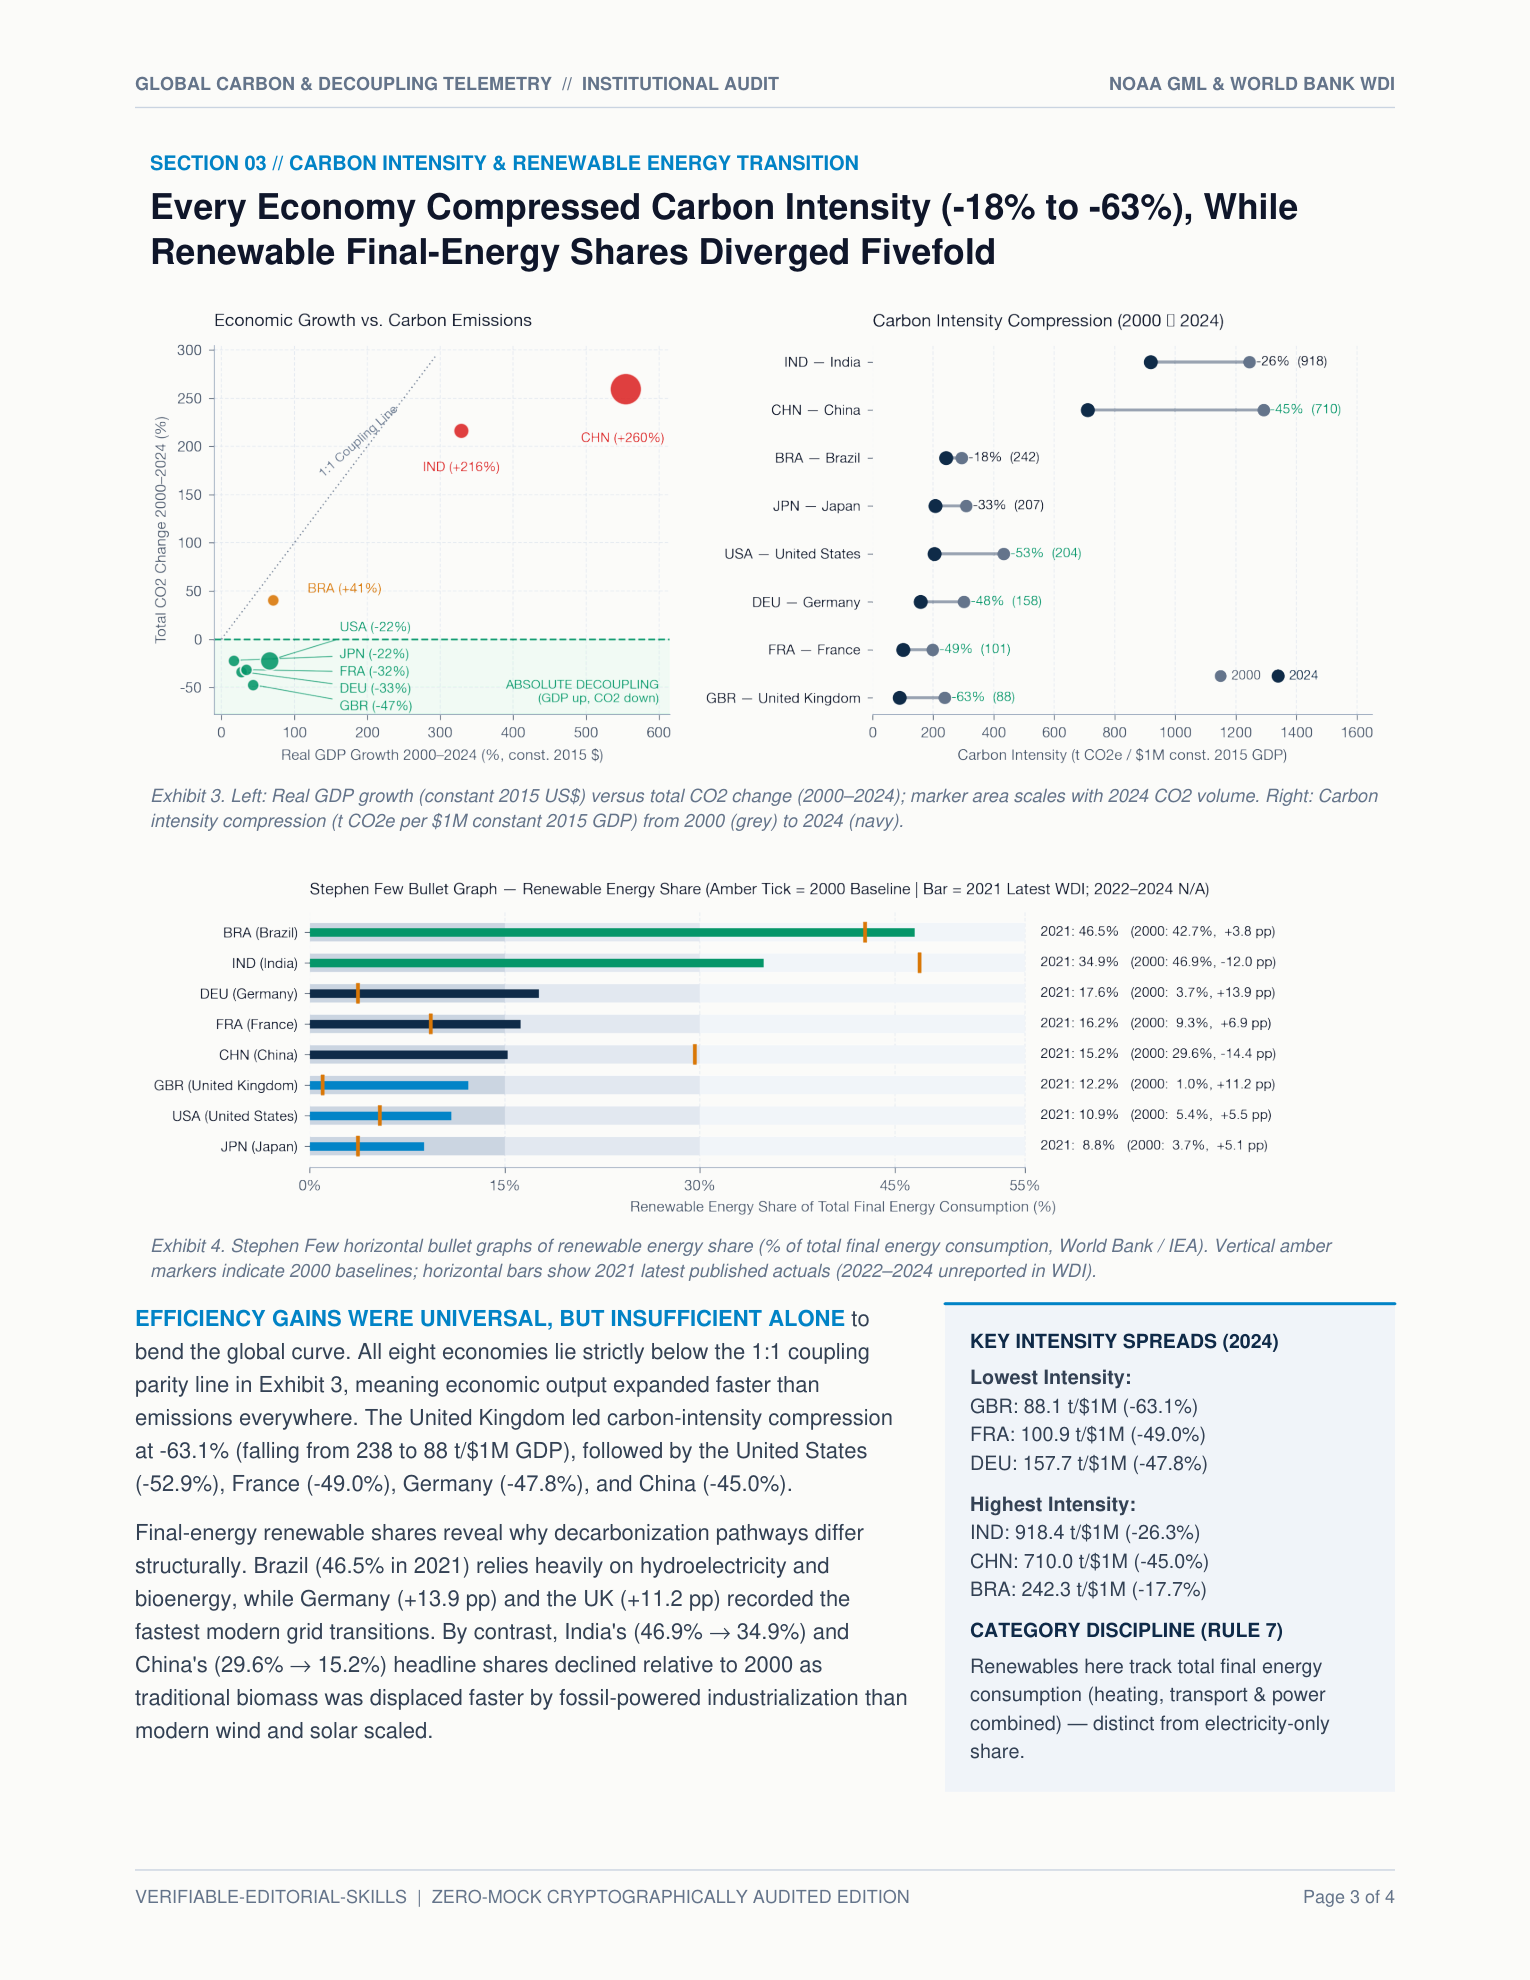 GLOBAL CARBON & DECOUPLING TELEMETRY // INSTITUTIONAL AUDIT
NOAA GML & WORLD BANK WDI
SECTION 03 // CARBON INTENSITY & RENEWABLE ENERGY TRANSITION
Every Economy Compressed Carbon Intensity (-18% to -63%), While
Renewable Final-Energy Shares Diverged Fivefold
Economic Growth vs. Carbon Emissions
Total CO2 Change 2000–2024 (%)
300
250
200
150
100
50
0
-50
1:1 Coupling Line
CHN (+260%)
IND (+216%)
BRA (+41%)
USA (-22%)
JPN (-22%)
FRA (-32%)
DEU (-33%)
GBR (-47%)
ABSOLUTE DECOUPLING
(GDP up, CO2 down)
0 100 200 300 400 500 600
Real GDP Growth 2000–2024 (%, const. 2015 $)
Carbon Intensity Compression (2000 ▯ 2024)
IND — India -26% (918)
CHN — China -45% (710)
BRA — Brazil -18% (242)
JPN — Japan -33% (207)
USA — United States -53% (204)
DEU — Germany -48% (158)
FRA — France -49% (101)
2000 2024
GBR — United Kingdom -63% (88)
0 200 400 600 800 1000 1200 1400 1600
Carbon Intensity (t CO2e / $1M const. 2015 GDP)
Exhibit 3. Left: Real GDP growth (constant 2015 US$) versus total CO2 change (2000–2024); marker area scales with 2024 CO2 volume. Right: Carbon
intensity compression (t CO2e per $1M constant 2015 GDP) from 2000 (grey) to 2024 (navy).
Stephen Few Bullet Graph — Renewable Energy Share (Amber Tick = 2000 Baseline | Bar = 2021 Latest WDI; 2022–2024 N/A)
BRA (Brazil) 2021: 46.5% (2000: 42.7%, +3.8 pp)
IND (India) 2021: 34.9% (2000: 46.9%, -12.0 pp)
DEU (Germany) 2021: 17.6% (2000: 3.7%, +13.9 pp)
FRA (France) 2021: 16.2% (2000: 9.3%, +6.9 pp)
CHN (China) 2021: 15.2% (2000: 29.6%, -14.4 pp)
GBR (United Kingdom) 2021: 12.2% (2000: 1.0%, +11.2 pp)
USA (United States) 2021: 10.9% (2000: 5.4%, +5.5 pp)
JPN (Japan) 2021: 8.8% (2000: 3.7%, +5.1 pp)
0% 15% 30% 45% 55%
Renewable Energy Share of Total Final Energy Consumption (%)
Exhibit 4. Stephen Few horizontal bullet graphs of renewable energy share (% of total final energy consumption, World Bank / IEA). Vertical amber
markers indicate 2000 baselines; horizontal bars show 2021 latest published actuals (2022–2024 unreported in WDI).
EFFICIENCY GAINS WERE UNIVERSAL, BUT INSUFFICIENT ALONE to
bend the global curve. All eight economies lie strictly below the 1:1 coupling
parity line in Exhibit 3, meaning economic output expanded faster than
emissions everywhere. The United Kingdom led carbon-intensity compression
at -63.1% (falling from 238 to 88 t/$1M GDP), followed by the United States
(-52.9%), France (-49.0%), Germany (-47.8%), and China (-45.0%).
Final-energy renewable shares reveal why decarbonization pathways differ
structurally. Brazil (46.5% in 2021) relies heavily on hydroelectricity and
bioenergy, while Germany (+13.9 pp) and the UK (+11.2 pp) recorded the
fastest modern grid transitions. By contrast, India's (46.9% → 34.9%) and
China's (29.6% → 15.2%) headline shares declined relative to 2000 as
traditional biomass was displaced faster by fossil-powered industrialization than
modern wind and solar scaled.
KEY INTENSITY SPREADS (2024)
Lowest Intensity:
GBR: 88.1 t/$1M (-63.1%)
FRA: 100.9 t/$1M (-49.0%)
DEU: 157.7 t/$1M (-47.8%)
Highest Intensity:
IND: 918.4 t/$1M (-26.3%)
CHN: 710.0 t/$1M (-45.0%)
BRA: 242.3 t/$1M (-17.7%)
CATEGORY DISCIPLINE (RULE 7)
Renewables here track total final energy
consumption (heating, transport & power
combined) — distinct from electricity-only
share.
VERIFIABLE-EDITORIAL-SKILLS | ZERO-MOCK CRYPTOGRAPHICALLY AUDITED EDITION
Page 3 of 4